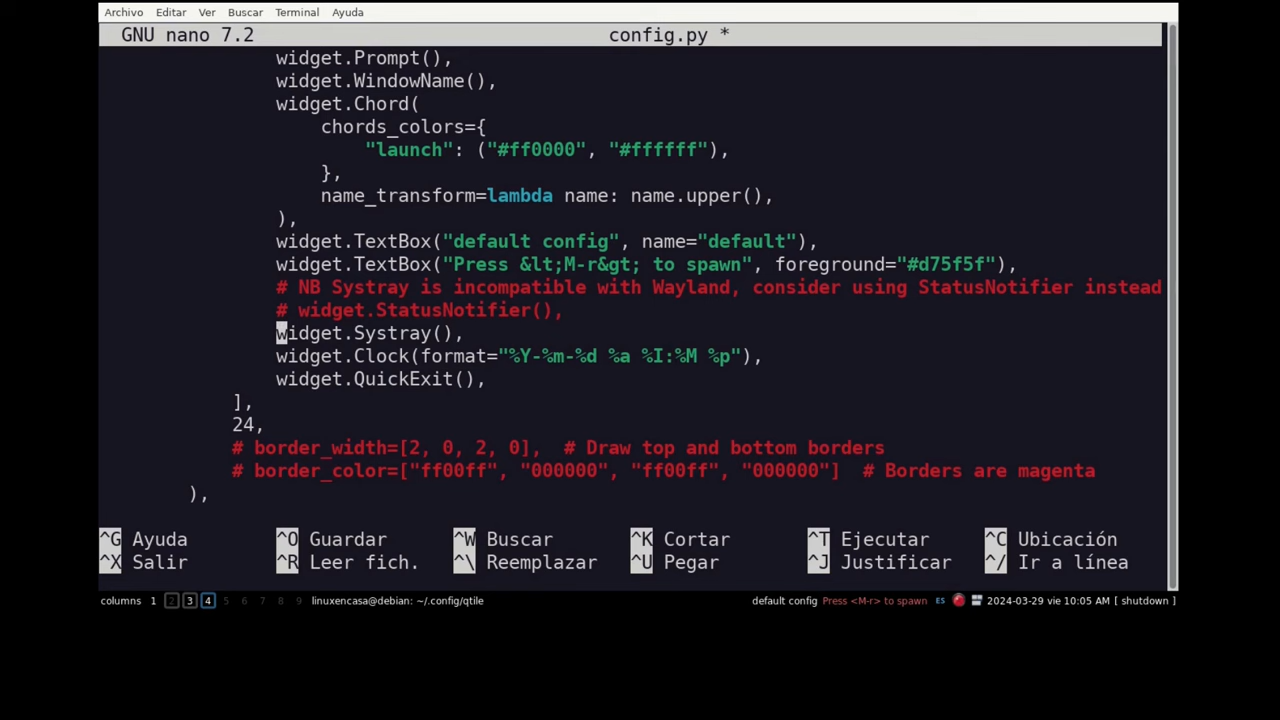 Archivo Editar Ver Buscar Terminal Ayuda
GNU nano 7.2 config.py *
widget.Prompt(),
widget.WindowName(),
widget.Chord(
chords_colors={
"launch": ("#ff0000", "#ffffff"),
},
name_transform=lambda name: name.upper(),
),
widget.TextBox("default config", name="default"),
widget.TextBox("Press &lt;M-r&gt; to spawn", foreground="#d75f5f"),
# NB Systray is incompatible with Wayland, consider using StatusNotifier instead
# widget.StatusNotifier(),
widget.Systray(),
widget.Clock(format="%Y-%m-%d %a %I:%M %p"),
widget.QuickExit(),
],
24,
# border_width=[2, 0, 2, 0],  # Draw top and bottom borders
# border_color=["ff00ff", "000000", "ff00ff", "000000"]  # Borders are magenta
),
^G Ayuda ^O Guardar ^W Buscar ^K Cortar ^T Ejecutar ^C Ubicación
^X Salir ^R Leer fich. ^\ Reemplazar ^U Pegar ^J Justificar ^/ Ir a línea
columns 1 2 3 4 5 6 7 8 9 linuxencasa@debian: ~/.config/qtile default config Press <M-r> to spawn ES 2024-03-29 vie 10:05 AM [ shutdown ]